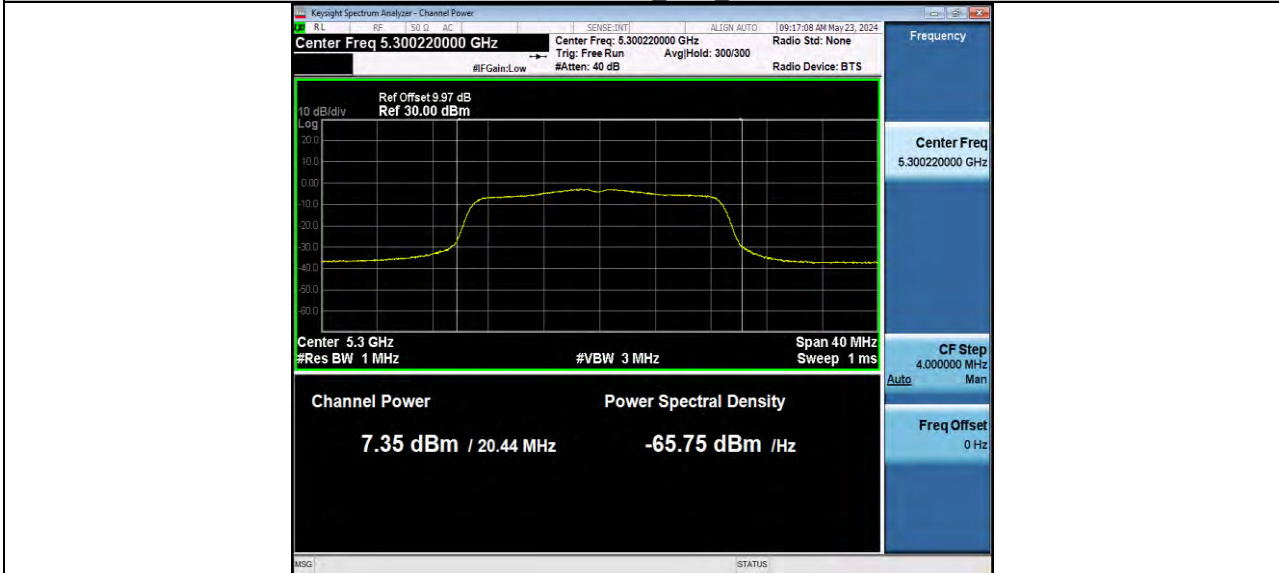 Keysight Spectrum Analyzer - Channel Power
RL RF 50 Ω AC SENSE:INT ALIGN AUTO 09:17:08 AM May 23, 2024
Center Freq 5.300220000 GHz
Center Freq: 5.300220000 GHz Radio Std: None
Trig: Free Run Avg|Hold: 300/300
#IFGain:Low #Atten: 40 dB Radio Device: BTS
Ref Offset 9.97 dB
10 dB/div Ref 30.00 dBm
Log
20.0
10.0
0.00
-10.0
-20.0
-30.0
-40.0
-50.0
-60.0
Center 5.3 GHz Span 40 MHz
#Res BW 1 MHz #VBW 3 MHz Sweep 1 ms
Channel Power Power Spectral Density
7.35 dBm / 20.44 MHz -65.75 dBm /Hz
MSG STATUS
Frequency
Center Freq
5.300220000 GHz
CF Step
4.000000 MHz
Auto Man
Freq Offset
0 Hz